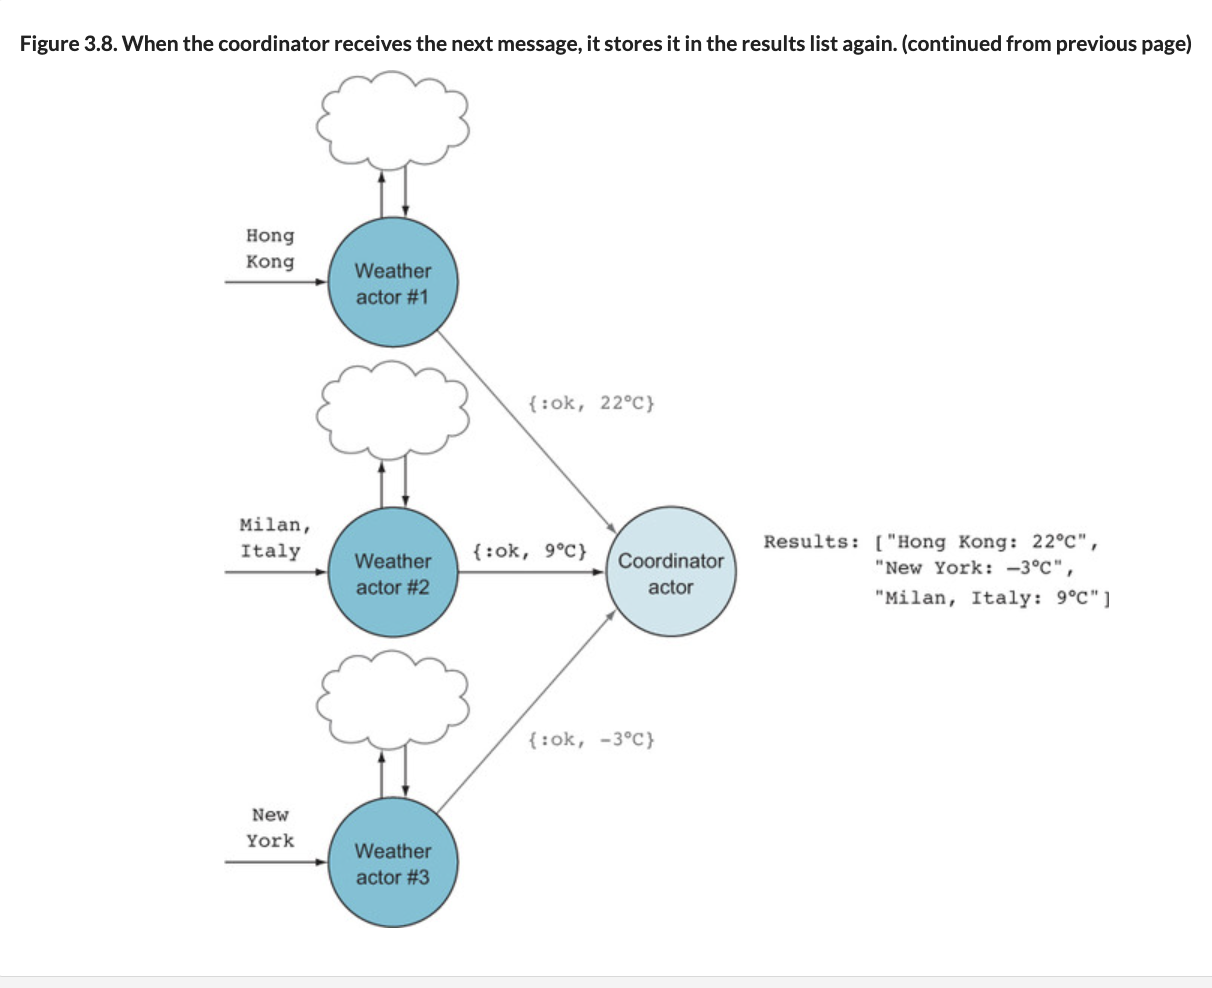 Figure 3.8. When the coordinator receives the next message, it stores it in the results list again. (continued from previous page)
Hong
Kong
Weather
actor #1
{:ok, 22°C}
Milan,
Italy
Weather
actor #2
{:ok, 9°C}
Coordinator
actor
Results: ["Hong Kong: 22°C",
"New York: −3°C",
"Milan, Italy: 9°C"]
{:ok, −3°C}
New
York
Weather
actor #3